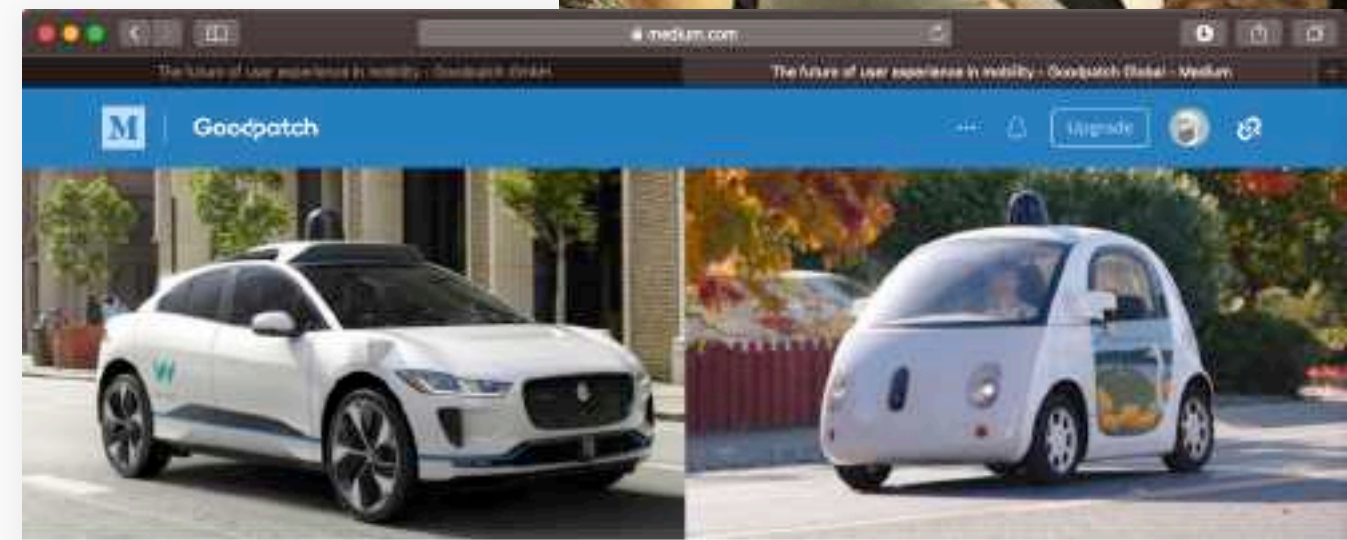 medium.com
The future of user experience in mobility - Goodpatch GmbH
The future of user experience in mobility - Goodpatch Global - Medium
M
Goodpatch
Upgrade